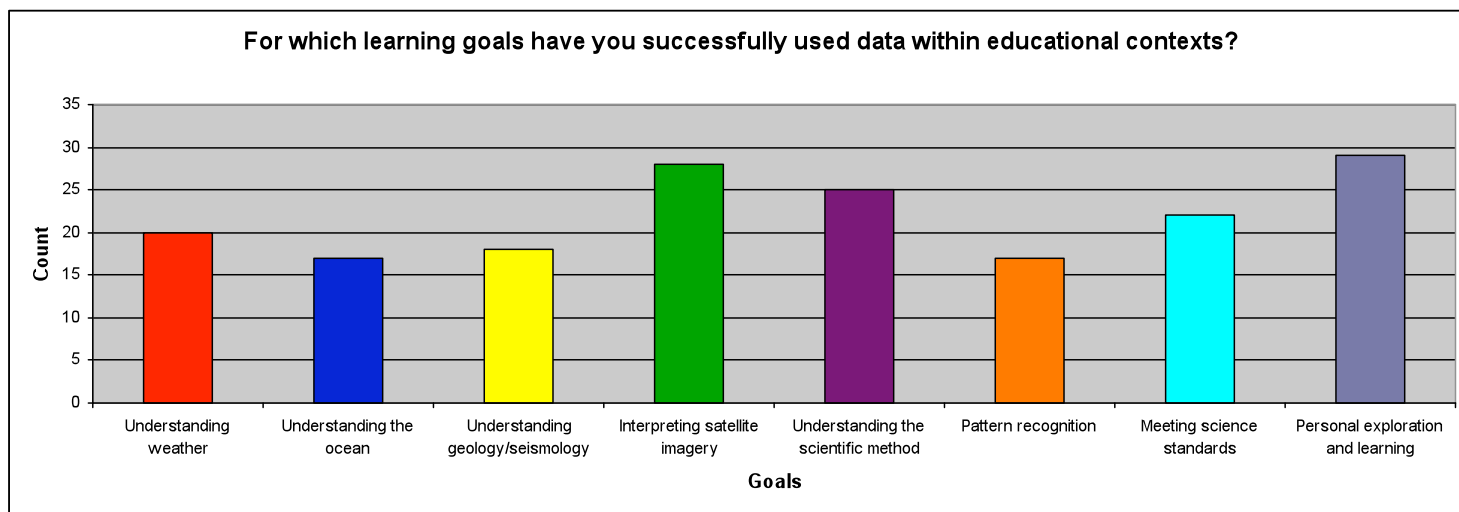 For which learning goals have you successfully used data within educational contexts?
35
30
25
20
15
10
5
0
Count
Understanding weather
Understanding the ocean
Understanding geology/seismology
Interpreting satellite imagery
Understanding the scientific method
Pattern recognition
Meeting science standards
Personal exploration and learning
Goals